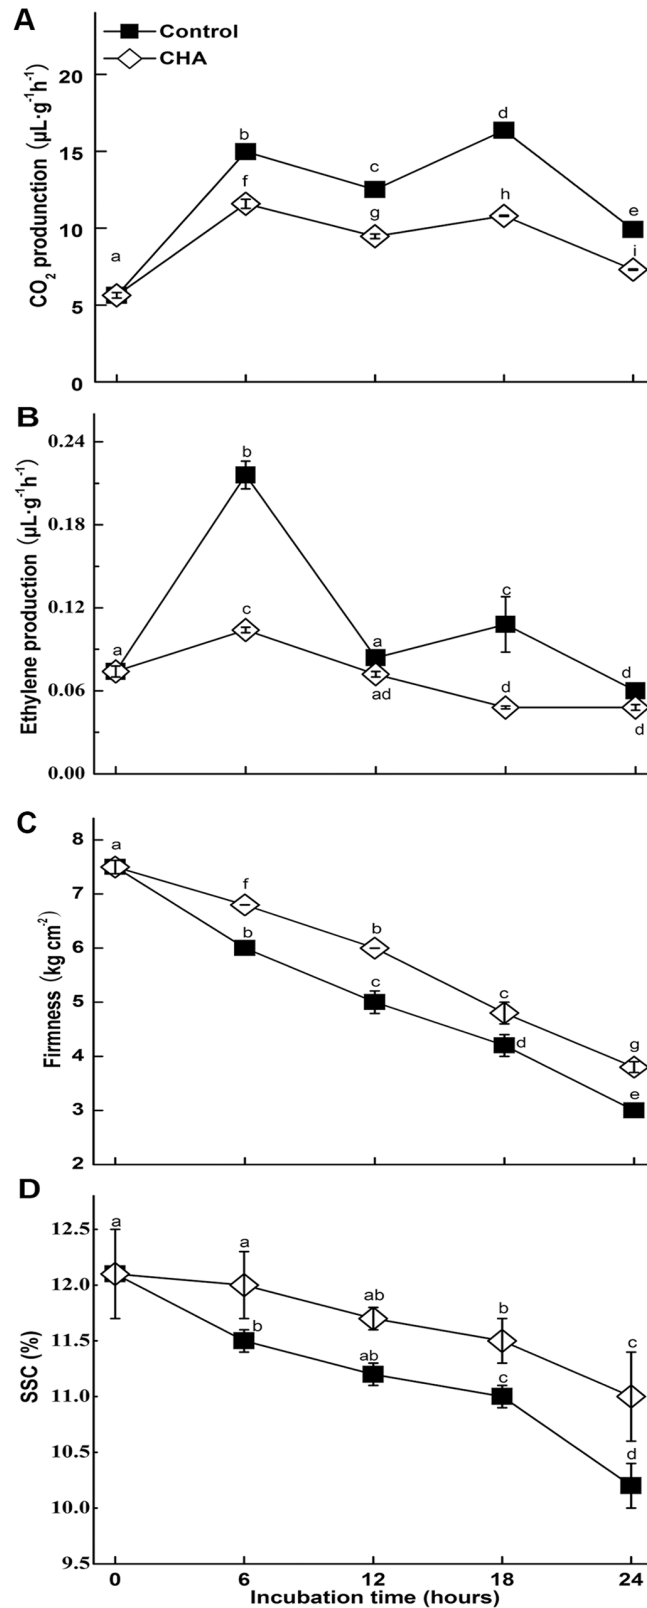 A
Control
CHA
CO2 produnction (µL·g-1h-1)
20
15
10
5
0
a
b
c
d
e
f
g
h
i
B
Ethylene production (µL·g-1h-1)
0.24
0.18
0.12
0.06
0.00
a
b
a
c
d
c
ad
d
d
C
Firmness (kg cm-2)
8
7
6
5
4
3
2
a
f
b
c
g
b
c
d
e
D
SSC (%)
12.5
12.0
11.5
11.0
10.5
10.0
9.5
a
a
ab
b
c
b
ab
c
d
0 6 12 18 24
Incubation time (hours)